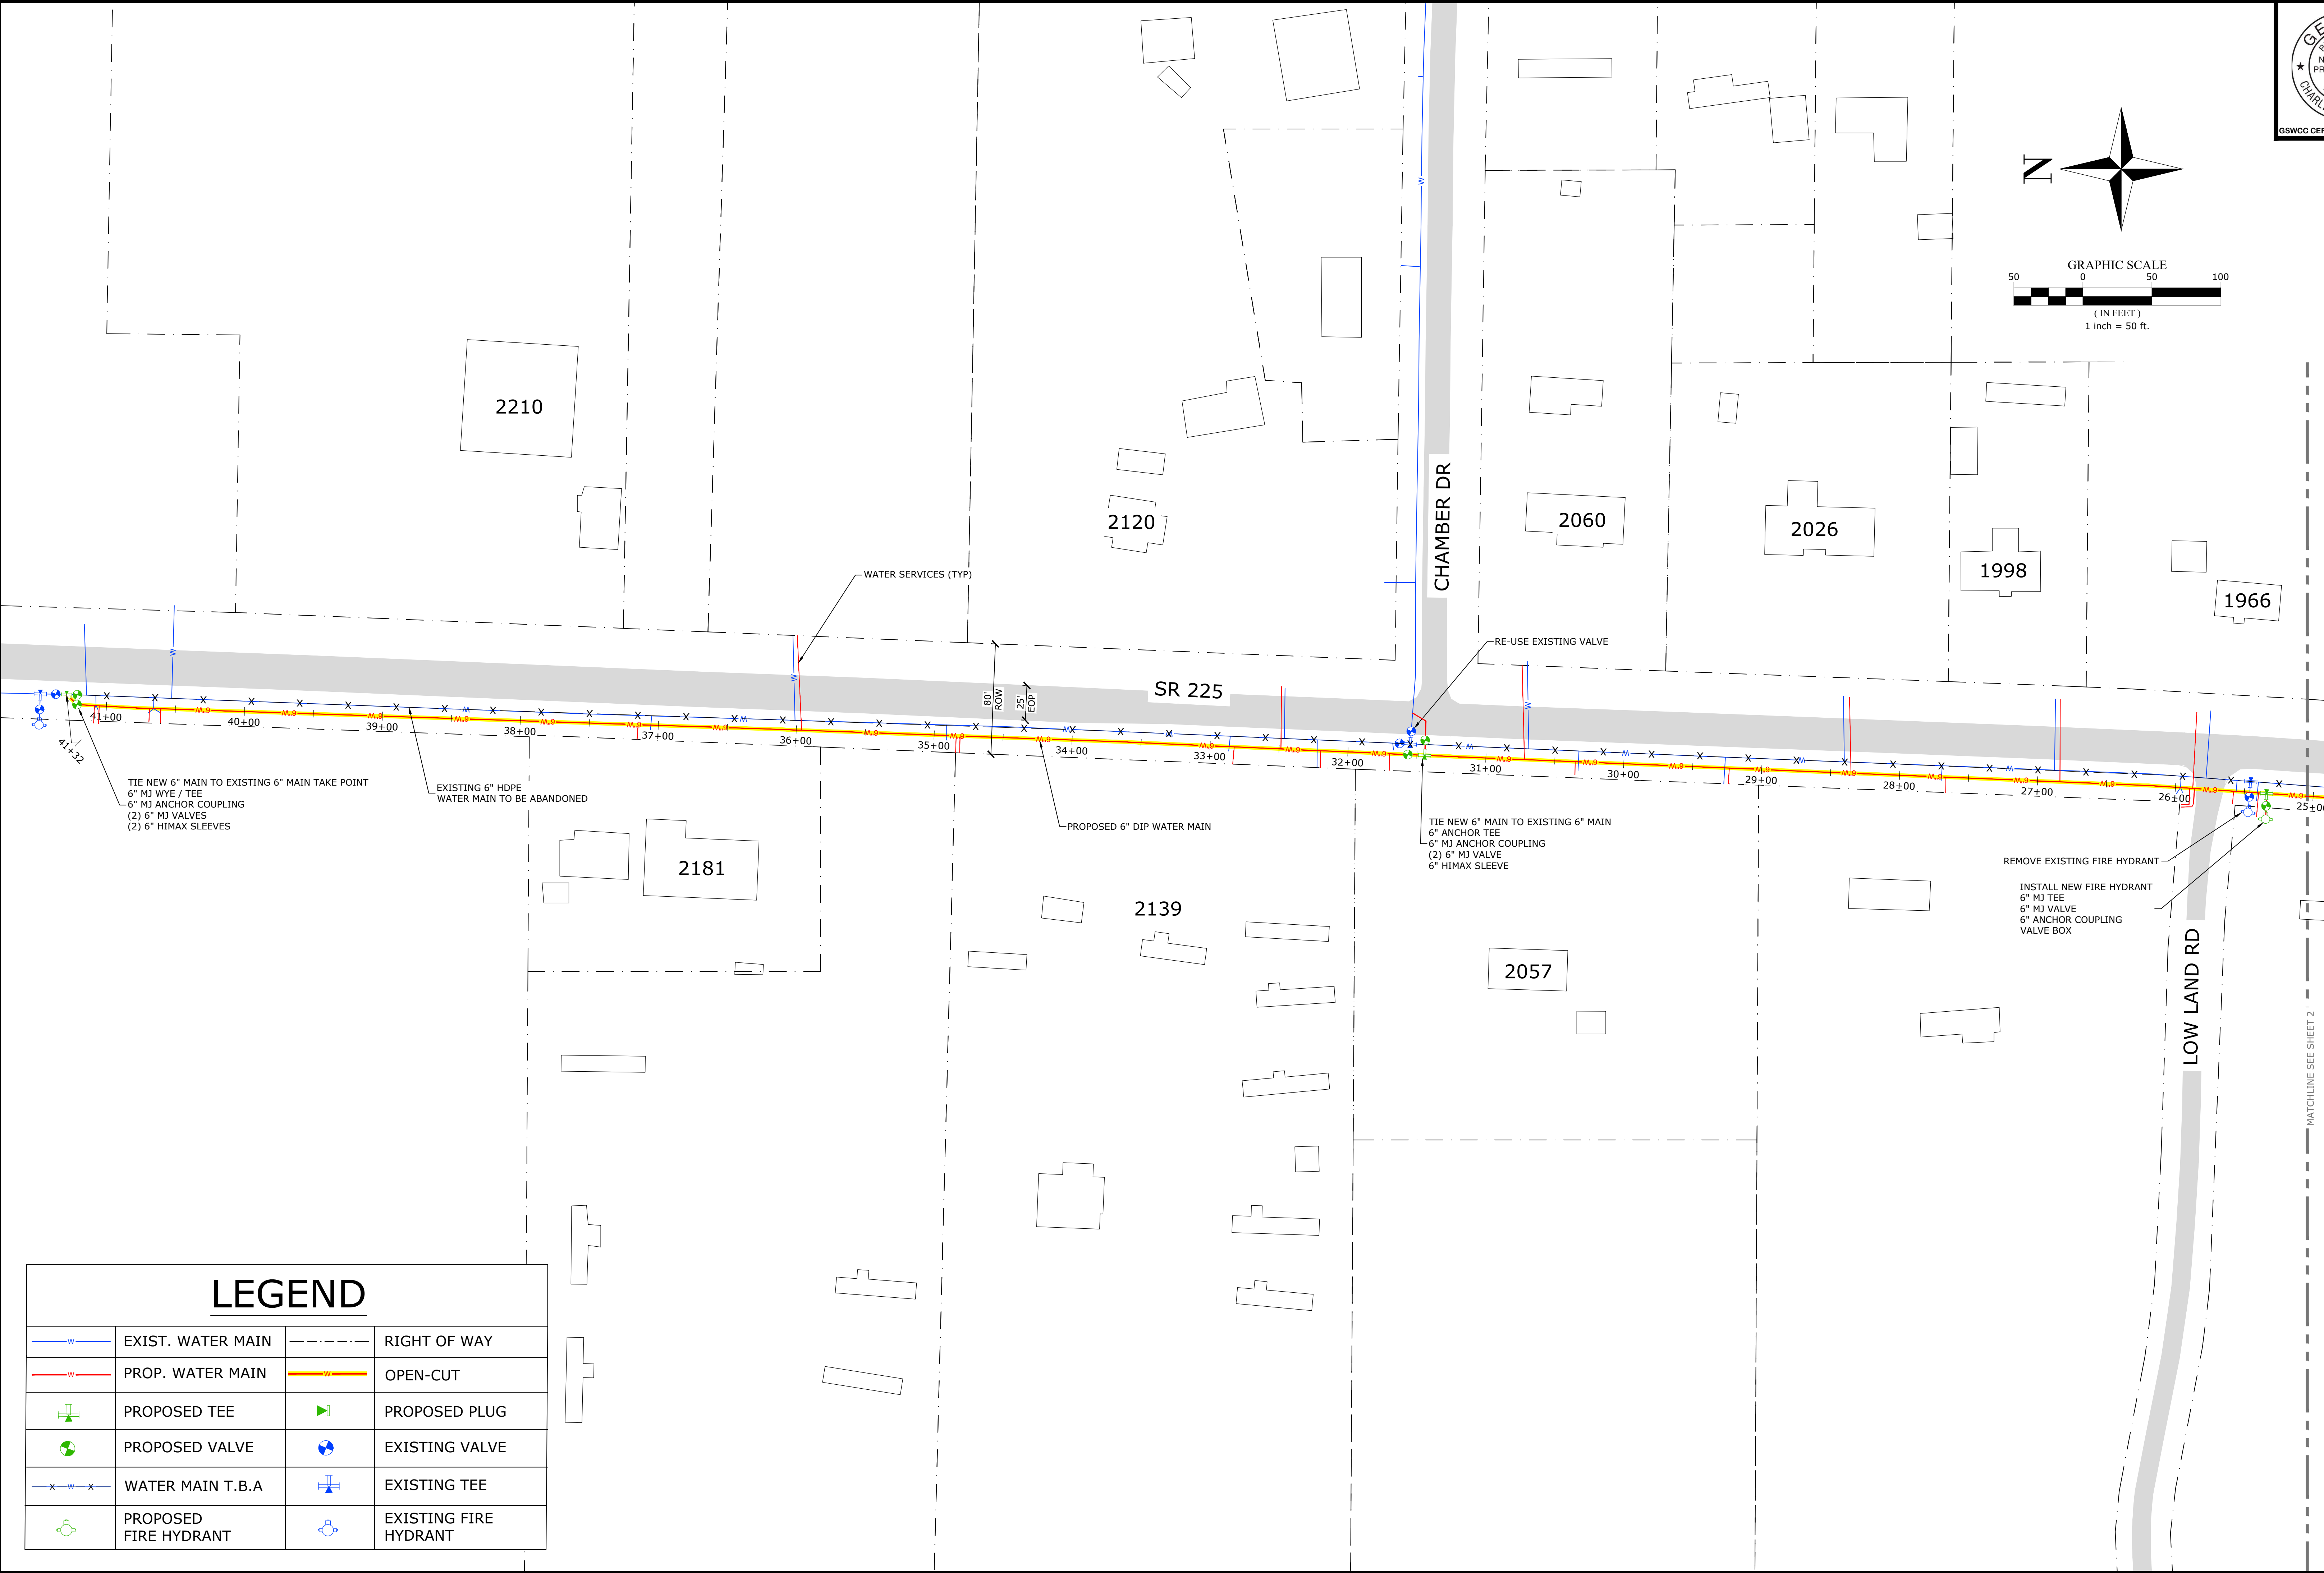 GSWCC CER
N
GRAPHIC SCALE
50 0 50 100
( IN FEET )
1 inch = 50 ft.
2210
2120
CHAMBER DR
2060
2026
1998
1966
WATER SERVICES (TYP)
RE-USE EXISTING VALVE
80'
ROW
25'
EOP
SR 225
41+32
41+00
40+00
39+00
38+00
37+00
36+00
35+00
34+00
33+00
32+00
31+00
30+00
29+00
28+00
27+00
26+00
25+00
TIE NEW 6" MAIN TO EXISTING 6" MAIN TAKE POINT
6" MJ WYE / TEE
6" MJ ANCHOR COUPLING
(2) 6" MJ VALVES
(2) 6" HIMAX SLEEVES
EXISTING 6" HDPE
WATER MAIN TO BE ABANDONED
PROPOSED 6" DIP WATER MAIN
TIE NEW 6" MAIN TO EXISTING 6" MAIN
6" ANCHOR TEE
6" MJ ANCHOR COUPLING
(2) 6" MJ VALVE
6" HIMAX SLEEVE
REMOVE EXISTING FIRE HYDRANT
INSTALL NEW FIRE HYDRANT
6" MJ TEE
6" MJ VALVE
6" ANCHOR COUPLING
VALVE BOX
2181
2139
2057
LOW LAND RD
MATCHLINE SEE SHEET 2
LEGEND
W EXIST. WATER MAIN
RIGHT OF WAY
W PROP. WATER MAIN
W OPEN-CUT
PROPOSED TEE
PROPOSED PLUG
PROPOSED VALVE
EXISTING VALVE
X W X WATER MAIN T.B.A
EXISTING TEE
PROPOSED
FIRE HYDRANT
EXISTING FIRE
HYDRANT